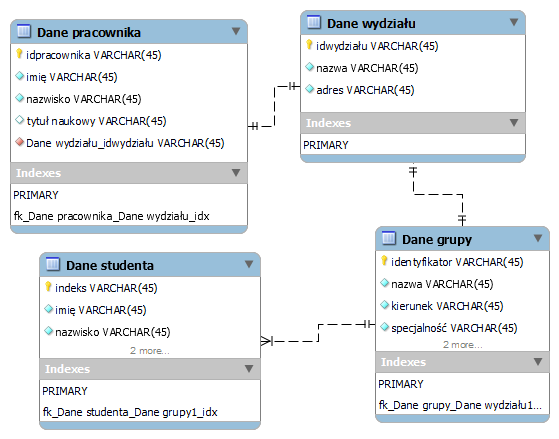 Dane pracownika
idpracownika VARCHAR(45)
imię VARCHAR(45)
nazwisko VARCHAR(45)
tytuł naukowy VARCHAR(45)
Dane wydziału_idwydziału VARCHAR(45)
Indexes
PRIMARY
fk_Dane pracownika_Dane wydziału_idx
Dane wydziału
idwydziału VARCHAR(45)
nazwa VARCHAR(45)
adres VARCHAR(45)
Indexes
PRIMARY
Dane studenta
indeks VARCHAR(45)
imię VARCHAR(45)
nazwisko VARCHAR(45)
2 more...
Indexes
PRIMARY
fk_Dane studenta_Dane grupy1_idx
Dane grupy
identyfikator VARCHAR(45)
nazwa VARCHAR(45)
kierunek VARCHAR(45)
specjalność VARCHAR(45)
2 more...
Indexes
PRIMARY
fk_Dane grupy_Dane wydziału1...